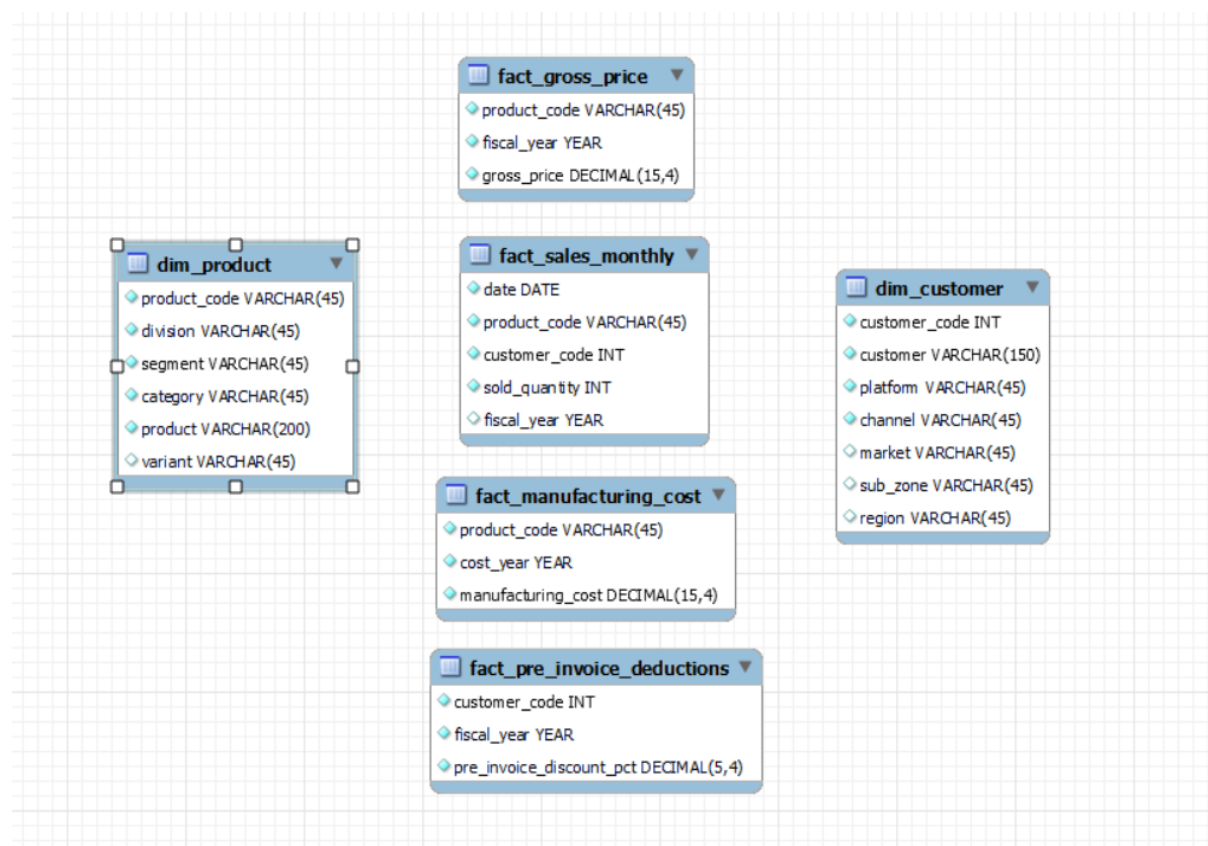 fact_gross_price
product_code VARCHAR(45)
fiscal_year YEAR
gross_price DECIMAL(15,4)
dim_product
product_code VARCHAR(45)
division VARCHAR(45)
segment VARCHAR(45)
category VARCHAR(45)
product VARCHAR(200)
variant VARCHAR(45)
fact_sales_monthly
date DATE
product_code VARCHAR(45)
customer_code INT
sold_quantity INT
fiscal_year YEAR
dim_customer
customer_code INT
customer VARCHAR(150)
platform VARCHAR(45)
channel VARCHAR(45)
market VARCHAR(45)
sub_zone VARCHAR(45)
region VARCHAR(45)
fact_manufacturing_cost
product_code VARCHAR(45)
cost_year YEAR
manufacturing_cost DECIMAL(15,4)
fact_pre_invoice_deductions
customer_code INT
fiscal_year YEAR
pre_invoice_discount_pct DECIMAL(5,4)